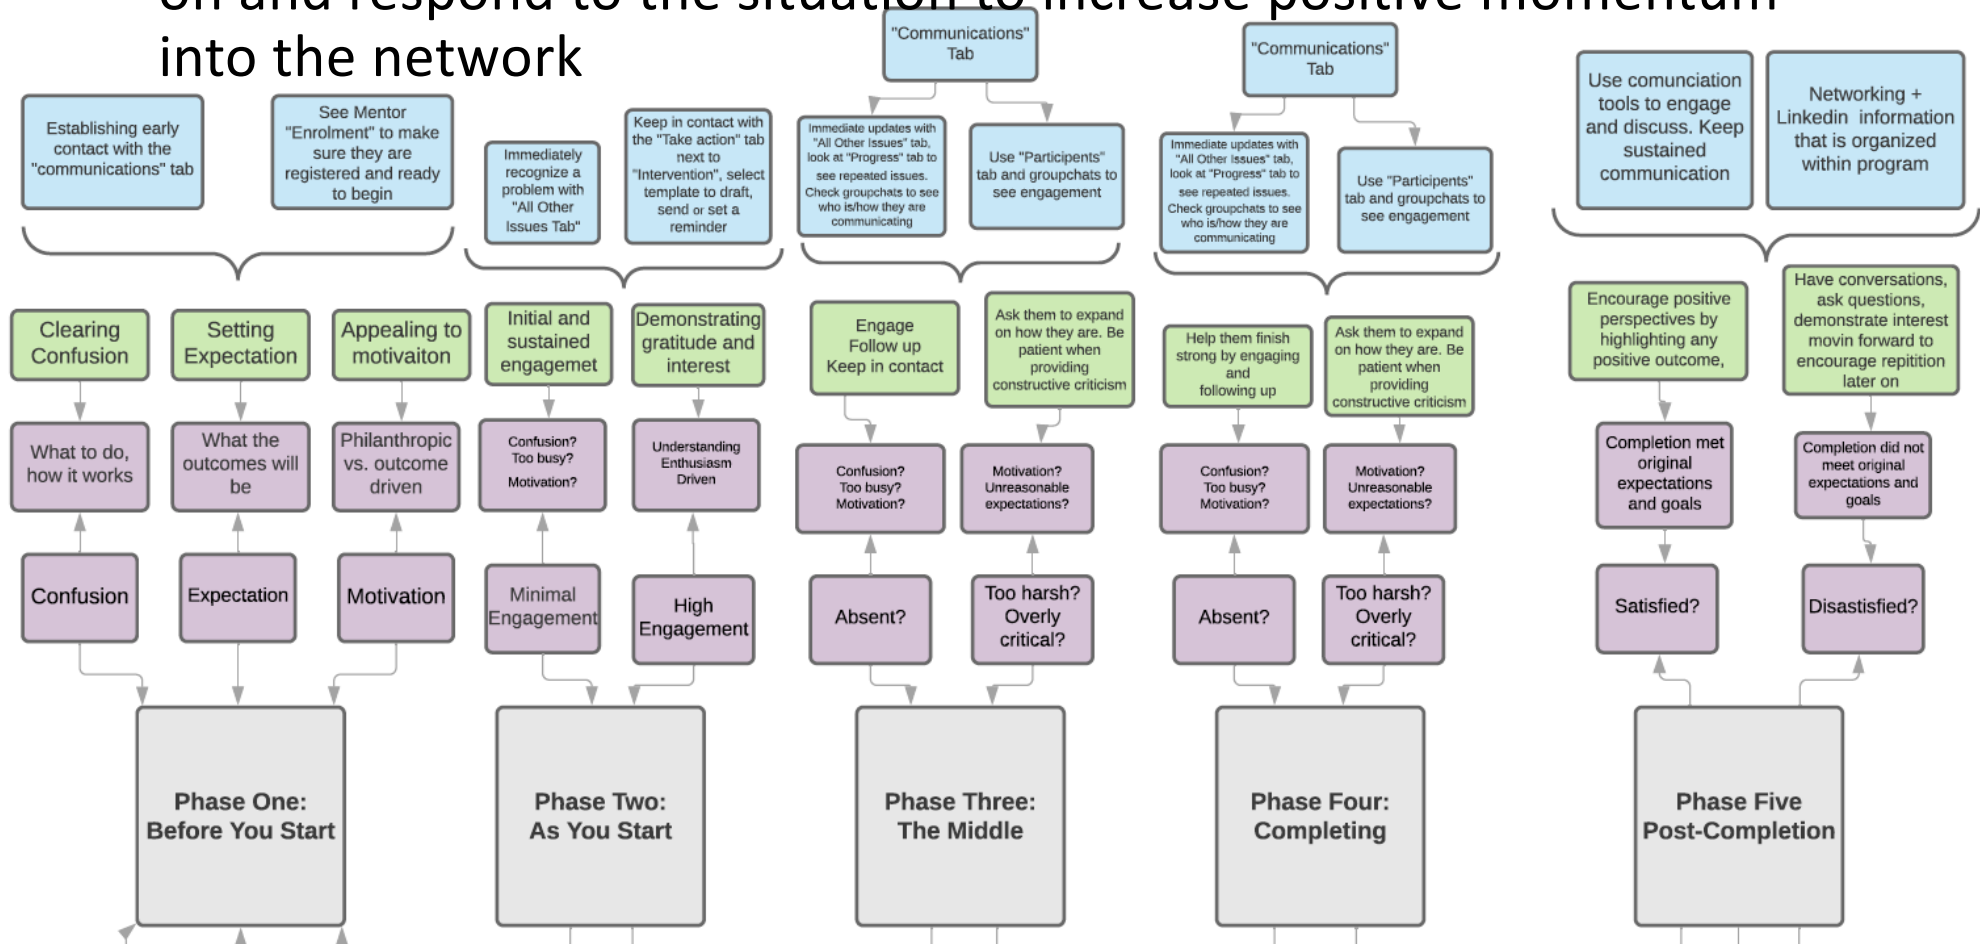 on and respond to the situation to increase positive momentum
into the network
"Communications"
Tab
"Communications"
Tab
Establishing early
contact with the
"communications" tab
See Mentor
"Enrolment" to make
sure they are
registered and ready
to begin
Immediately
recognize a
problem with
"All Other
Issues Tab"
Keep in contact with
the "Take action" tab
next to
"Intervention", select
template to draft,
send or set a
reminder
Immediate updates with
"All Other Issues" tab,
look at "Progress" tab to
see repeated issues.
Check groupchats to see
who is/how they are
communicating
Use "Participents"
tab and groupchats to
see engagement
Immediate updates with
"All Other Issues" tab,
look at "Progress" tab to
see repeated issues.
Check groupchats to see
who is/how they are
communicating
Use "Participents"
tab and groupchats to
see engagement
Use comunciation
tools to engage
and discuss. Keep
sustained
communication
Networking +
Linkedin information
that is organized
within program
Clearing
Confusion
Setting
Expectation
Appealing to
motivaiton
Initial and
sustained
engagemet
Demonstrating
gratitude and
interest
Engage
Follow up
Keep in contact
Ask them to expand
on how they are. Be
patient when
providing
constructive criticism
Help them finish
strong by engaging
and
following up
Ask them to expand
on how they are. Be
patient when
providing
constructive criticism
Encourage positive
perspectives by
highlighting any
positive outcome,
Have conversations,
ask questions,
demonstrate interest
movin forward to
encourage repitition
later on
What to do,
how it works
What the
outcomes will
be
Philanthropic
vs. outcome
driven
Confusion?
Too busy?
Motivation?
Understanding
Enthusiasm
Driven
Confusion?
Too busy?
Motivation?
Motivation?
Unreasonable
expectations?
Confusion?
Too busy?
Motivation?
Motivation?
Unreasonable
expectations?
Completion met
original
expectations
and goals
Completion did not
meet original
expectations and
goals
Confusion
Expectation
Motivation
Minimal
Engagement
High
Engagement
Absent?
Too harsh?
Overly
critical?
Absent?
Too harsh?
Overly
critical?
Satisfied?
Disastisfied?
Phase One:
Before You Start
Phase Two:
As You Start
Phase Three:
The Middle
Phase Four:
Completing
Phase Five
Post-Completion